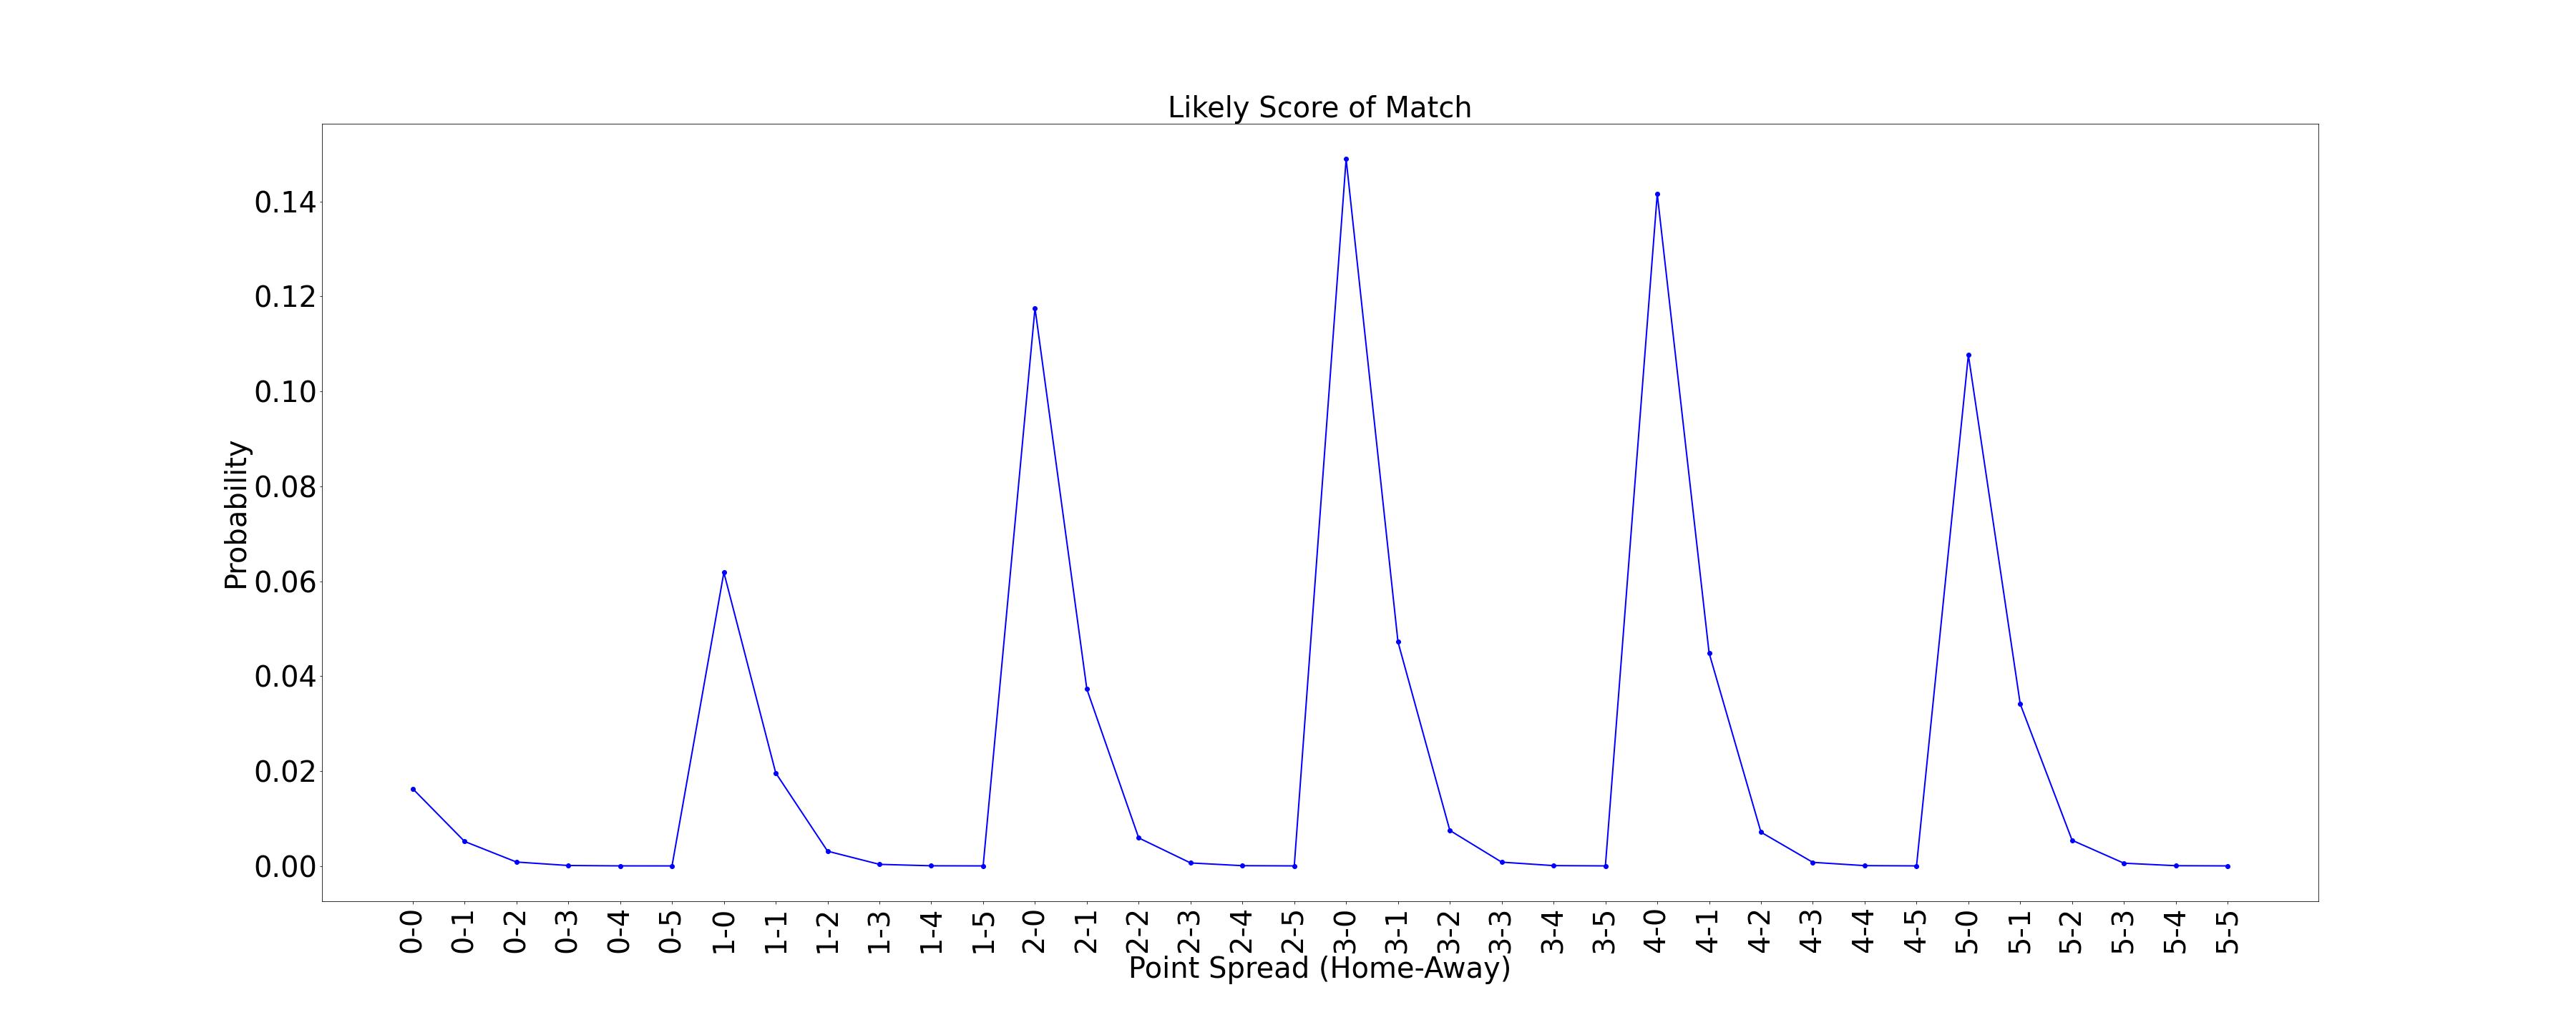 Likely Score of Match
0.14
0.12
0.10
0.08
0.06
0.04
0.02
0.00
Probability
0-0 0-1 0-2 0-3 0-4 0-5 1-0 1-1 1-2 1-3 1-4 1-5 2-0 2-1 2-2 2-3 2-4 2-5 3-0 3-1 3-2 3-3 3-4 3-5 4-0 4-1 4-2 4-3 4-4 4-5 5-0 5-1 5-2 5-3 5-4 5-5
Point Spread (Home-Away)